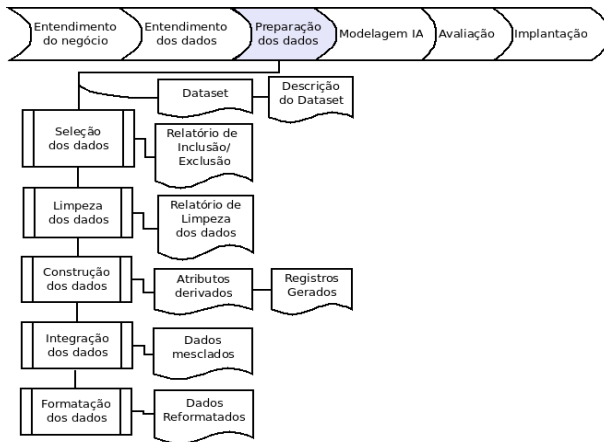 Entendimento
do negócio
Entendimento
dos dados
Preparação
dos dados
Modelagem IA
Avaliação
Implantação
Dataset
Descrição
do Dataset
Seleção
dos dados
Relatório de
Inclusão/
Exclusão
Limpeza
dos dados
Relatório de
Limpeza
dos dados
Construção
dos dados
Atributos
derivados
Registros
Gerados
Integração
dos dados
Dados
mesclados
Formatação
dos dados
Dados
Reformatados